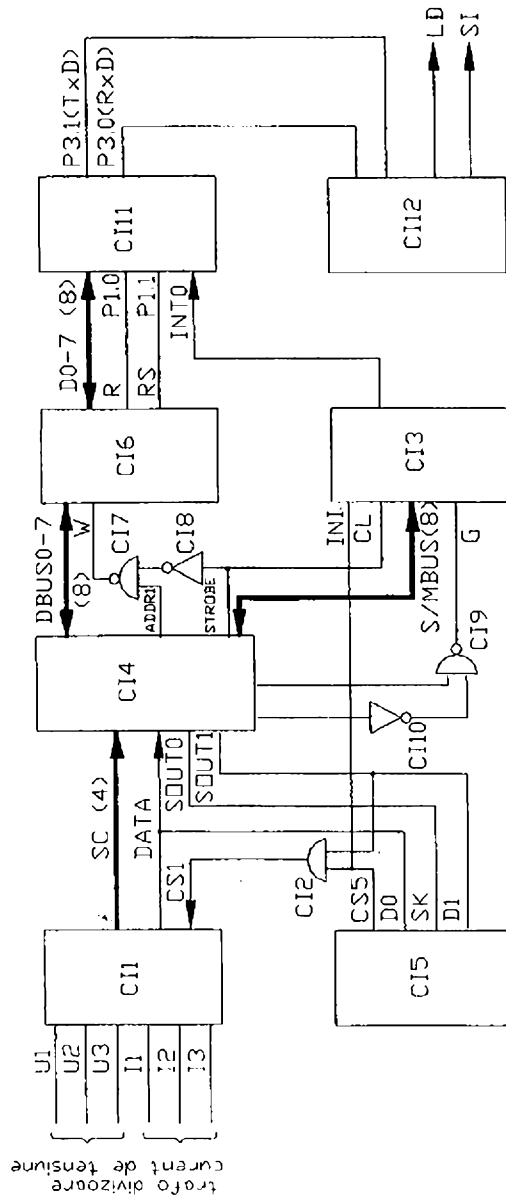 trafo divizoare
curent de tensiune
U1
U2
U3
I1
I2
I3
CI1
SC (4)
DATA
CS1
SOUT0
SOUT1
CI2
CS5
D0
SK
D1
CI5
CI4
DBUS0-7
(8)
W
ADDR1
CI7
STROBE
CI8
CI10
CI9
INI
CL
S/MBUS(8)
G
CI6
CI3
D0-7 (8)
R
P1.0
RS
P1.1
INT0
CI11
P3.1(TxD)
P3.0(RxD)
CI12
LD
SI